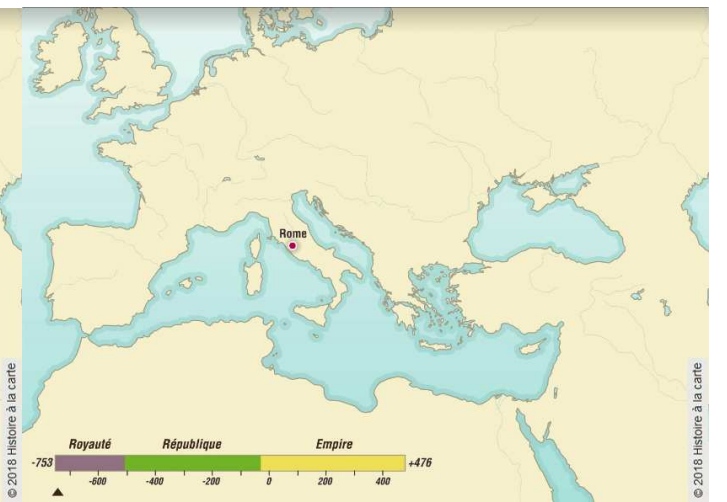 Rome
Royauté République Empire
-753 +476
-600 -400 -200 0 200 400
© 2018 Histoire à la carte
© 2018 Histoire à la carte